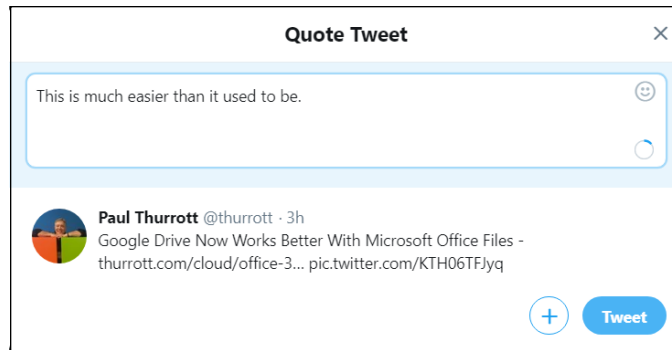 Quote Tweet
This is much easier than it used to be.
Paul Thurrott @thurrott · 3h
Google Drive Now Works Better With Microsoft Office Files -
thurrott.com/cloud/office-3... pic.twitter.com/KTH06TFJyq
Tweet